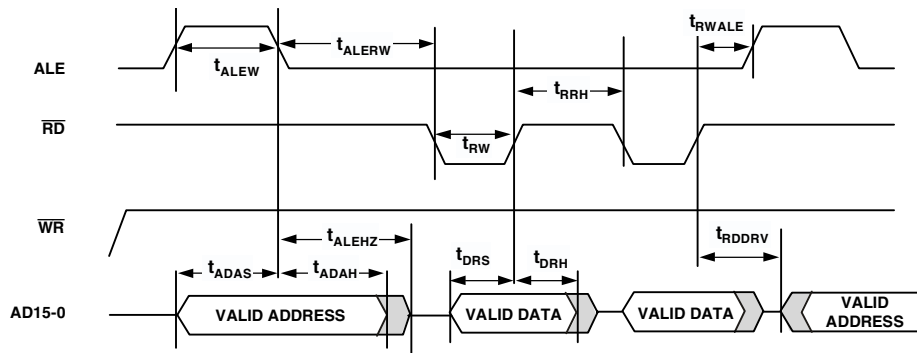 ALE
tALEW
tALERW
tRWALE
tRRH
RD
tRW
WR
tALEHZ
tRDDRV
tADAS
tADAH
tDRS
tDRH
AD15-0
VALID ADDRESS
VALID DATA
VALID DATA
VALID
ADDRESS